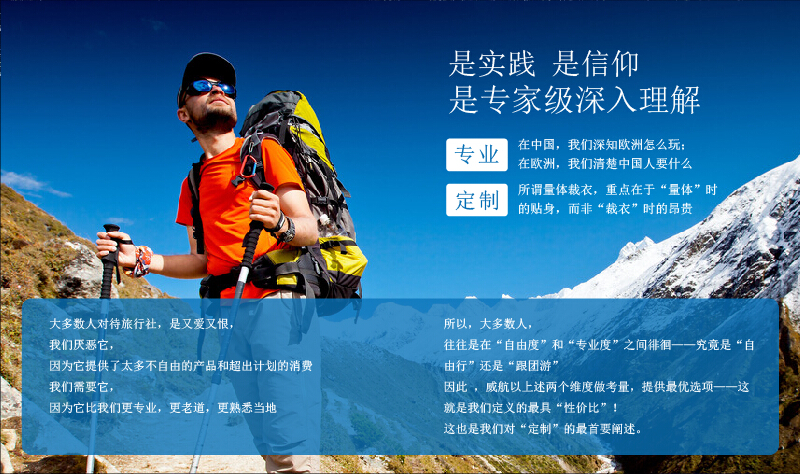 是实践 是信仰
是专家级深入理解
专业
在中国，我们深知欧洲怎么玩；
在欧洲，我们清楚中国人要什么
定制
所谓量体裁衣，重点在于“量体”时
的贴身，而非“裁衣”时的昂贵
大多数人对待旅行社，是又爱又恨，
我们厌恶它，
因为它提供了太多不自由的产品和超出计划的消费
我们需要它，
因为它比我们更专业，更老道，更熟悉当地
所以，大多数人，
往往是在“自由度”和“专业度”之间徘徊——究竟是“自
由行”还是“跟团游”
因此 ，威航以上述两个维度做考量，提供最优选项——这
就是我们定义的最具“性价比”！
这也是我们对“定制”的最首要阐述。